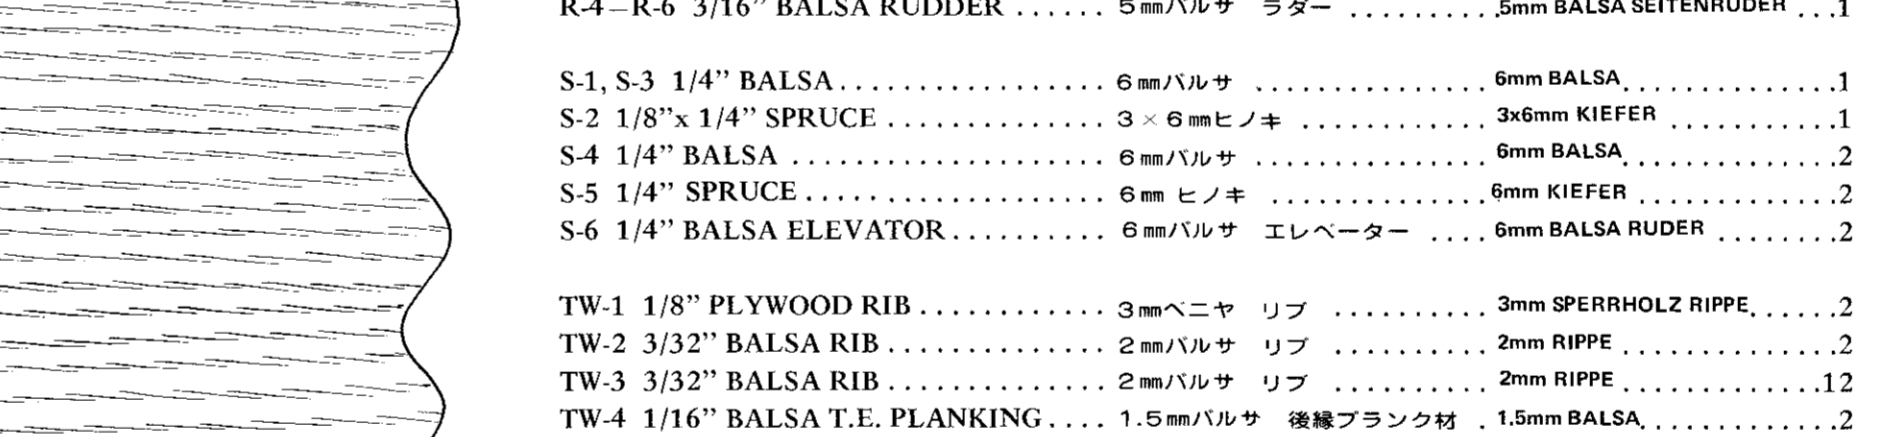 R-4–R-6 3/16” BALSA RUDDER ...... 5㎜バルサ ラダー .......... 5mm BALSA SEITENRUDER ...1
S-1, S-3 1/4” BALSA.................. 6㎜バルサ ................ 6mm BALSA..............1
S-2 1/8”x 1/4” SPRUCE ............... 3×6㎜ヒノキ ............. 3x6mm KIEFER ...........1
S-4 1/4” BALSA ...................... 6㎜バルサ ................ 6mm BALSA..............2
S-5 1/4” SPRUCE ..................... 6㎜ ヒノキ ............... 6mm KIEFER .............2
S-6 1/4” BALSA ELEVATOR........... 6㎜バルサ エレベーター .... 6mm BALSA RUDER ........2
TW-1 1/8” PLYWOOD RIB ............. 3㎜ベニヤ リブ .......... 3mm SPERRHOLZ RIPPE......2
TW-2 3/32” BALSA RIB ............... 2㎜バルサ リブ .......... 2mm RIPPE ..............2
TW-3 3/32” BALSA RIB ............... 2㎜バルサ リブ .......... 2mm RIPPE .............12
TW-4 1/16” BALSA T.E. PLANKING.... 1.5㎜バルサ 後縁プランク材 . 1.5mm BALSA.............2